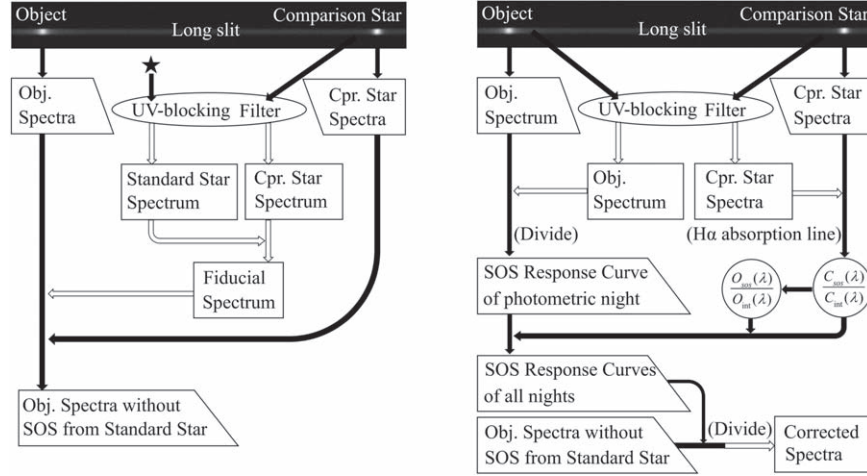 Object
Comparison Star
Long slit
Obj.
Spectra
UV-blocking Filter
Cpr. Star
Spectra
Standard Star
Spectrum
Cpr. Star
Spectrum
Fiducial
Spectrum
Obj. Spectra without
SOS from Standard Star
Object
Comparison Star
Long slit
Obj.
Spectrum
UV-blocking Filter
Cpr. Star
Spectra
Obj.
Spectrum
Cpr. Star
Spectra
(Divide)
(Hα absorption line)
SOS Response Curve
of photometric night
O_sos(λ)
O_int(λ)
C_sos(λ)
C_int(λ)
SOS Response Curves
of all nights
Obj. Spectra without
SOS from Standard Star
(Divide)
Corrected
Spectra